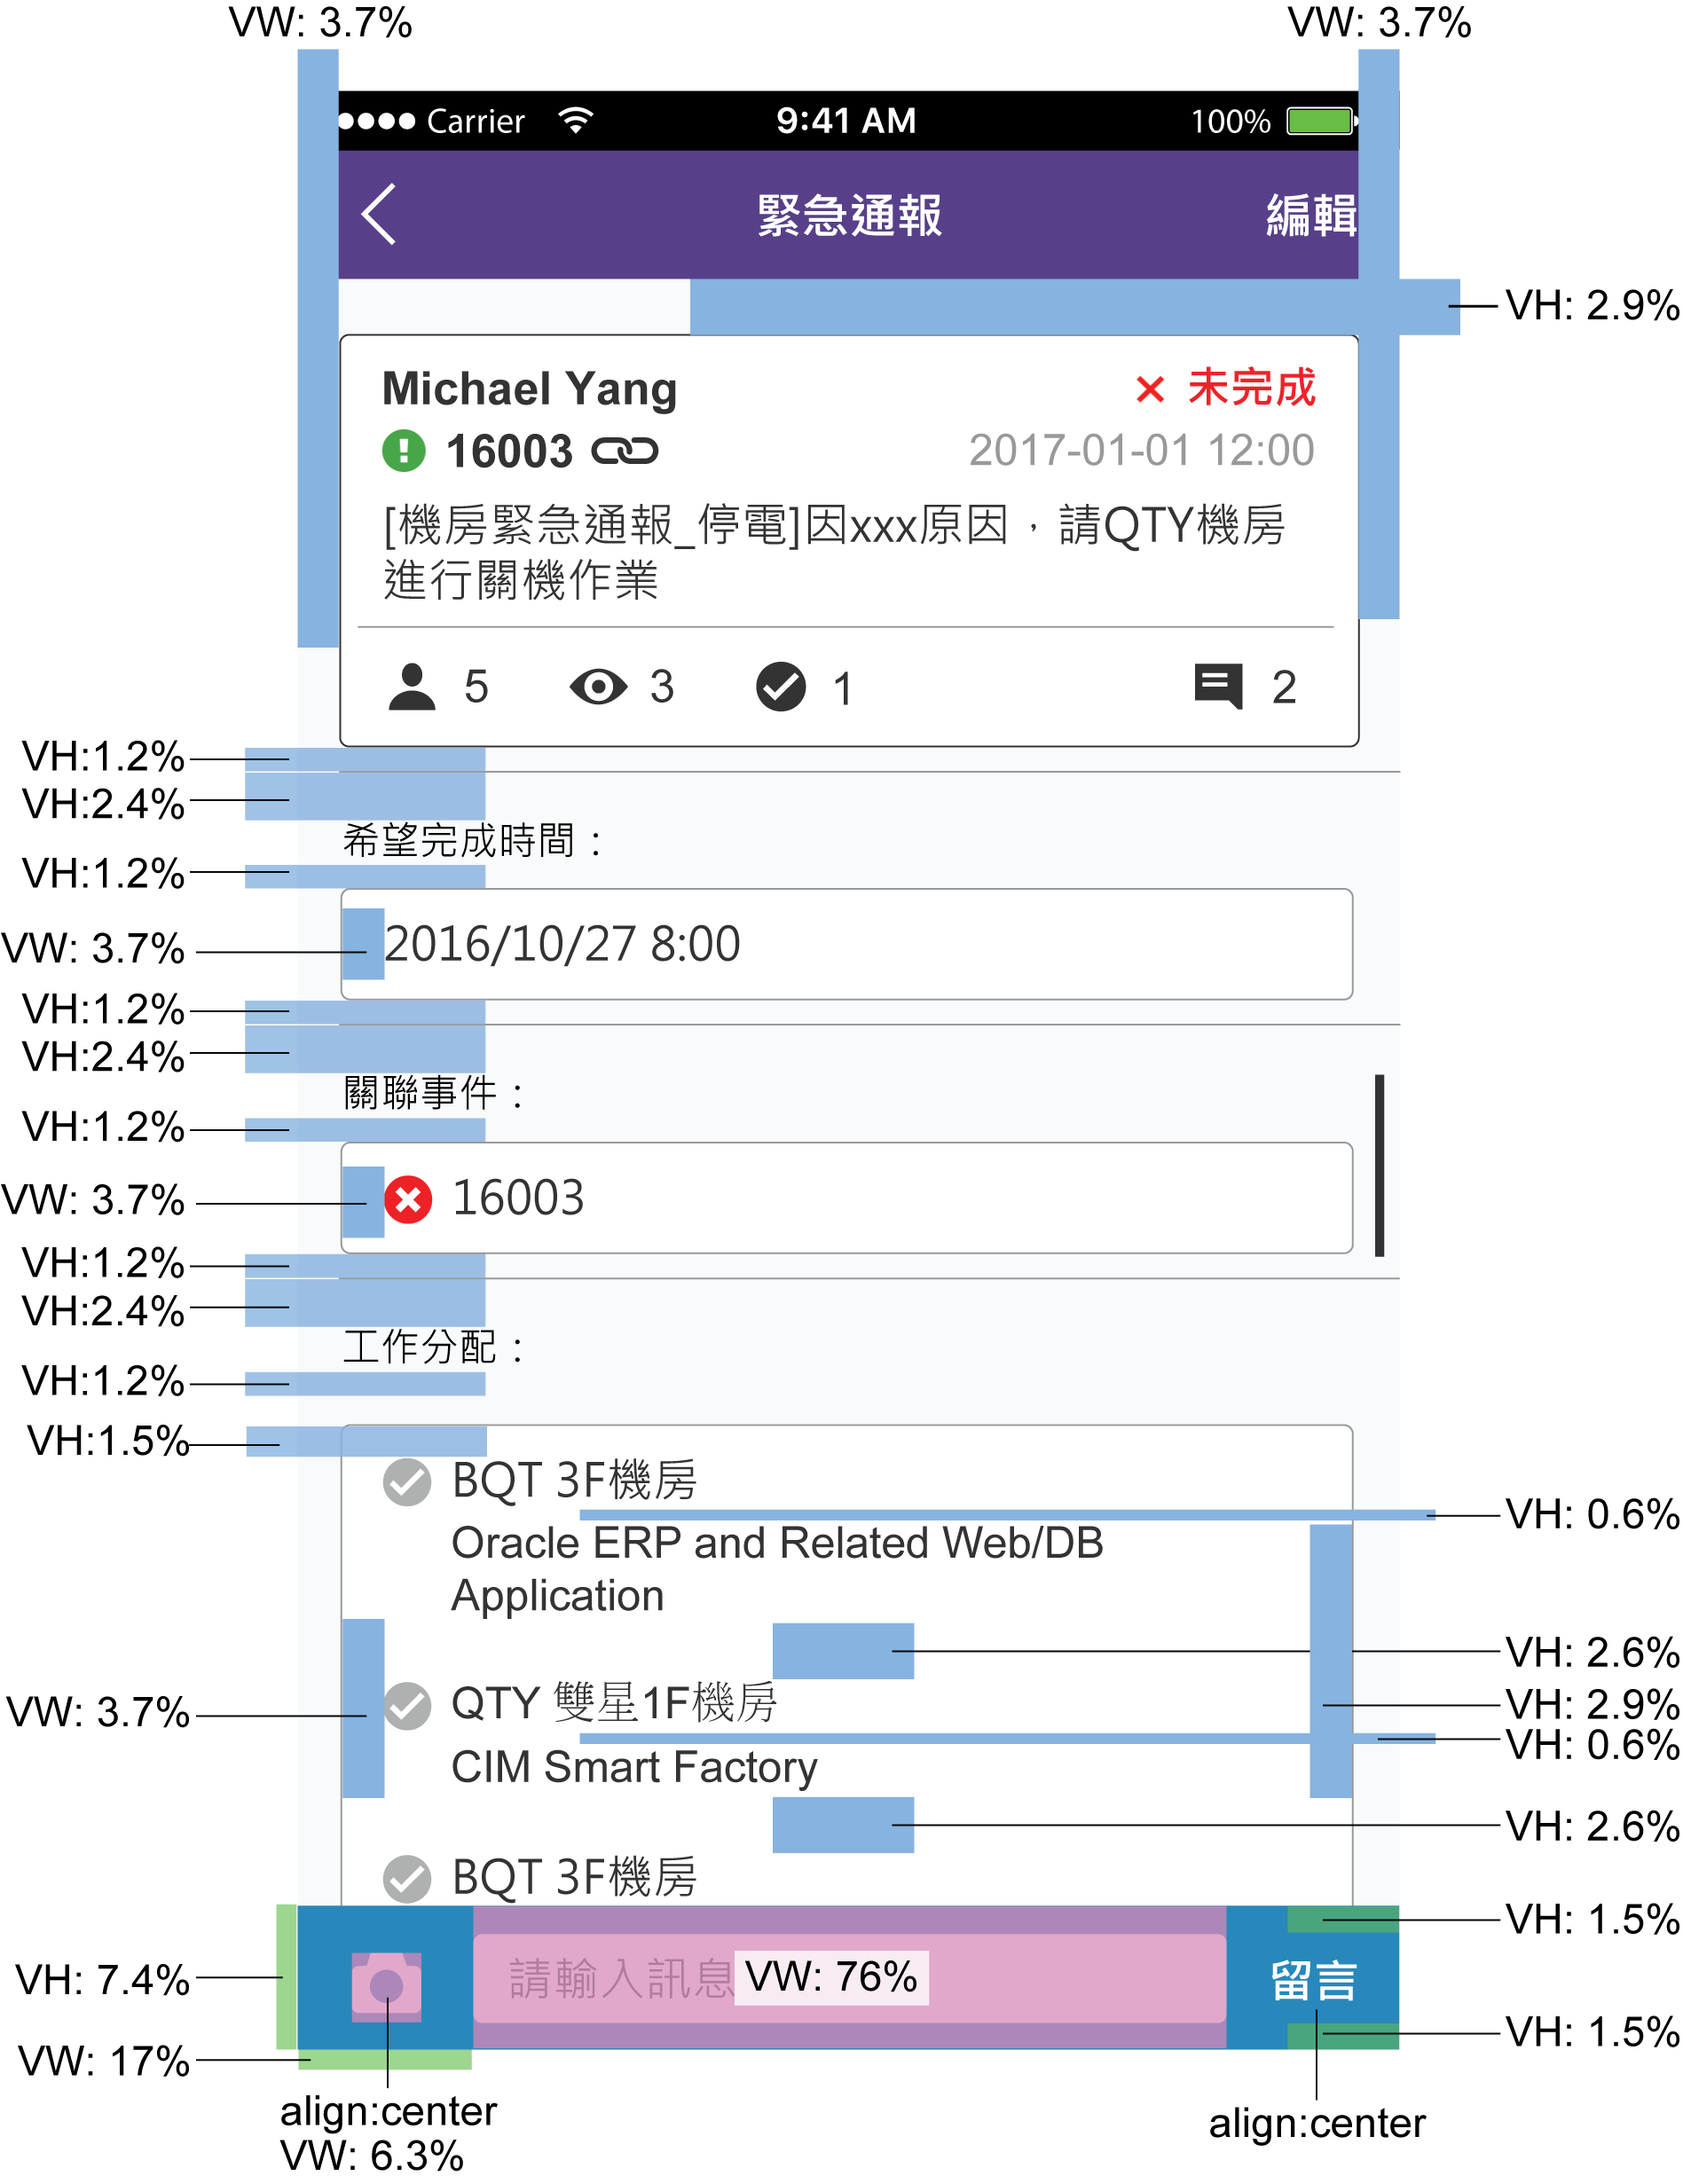 VW: 3.7%
VW: 3.7%
Carrier
9:41 AM
100%
緊急通報
編輯
VH: 2.9%
Michael Yang
未完成
16003
2017-01-01 12:00
[機房緊急通報_停電]因xxx原因，請QTY機房
進行關機作業
5
3
1
2
VH:1.2%
VH:2.4%
希望完成時間：
VH:1.2%
VW: 3.7%
2016/10/27 8:00
VH:1.2%
VH:2.4%
關聯事件：
VH:1.2%
VW: 3.7%
16003
VH:1.2%
VH:2.4%
工作分配：
VH:1.2%
VH:1.5%
BQT 3F機房
VH: 0.6%
Oracle ERP and Related Web/DB
Application
VH: 2.6%
VW: 3.7%
QTY 雙星1F機房
VH: 2.9%
VH: 0.6%
CIM Smart Factory
VH: 2.6%
BQT 3F機房
VH: 1.5%
VH: 7.4%
請輸入訊息
VW: 76%
留言
VH: 1.5%
VW: 17%
align:center
VW: 6.3%
align:center